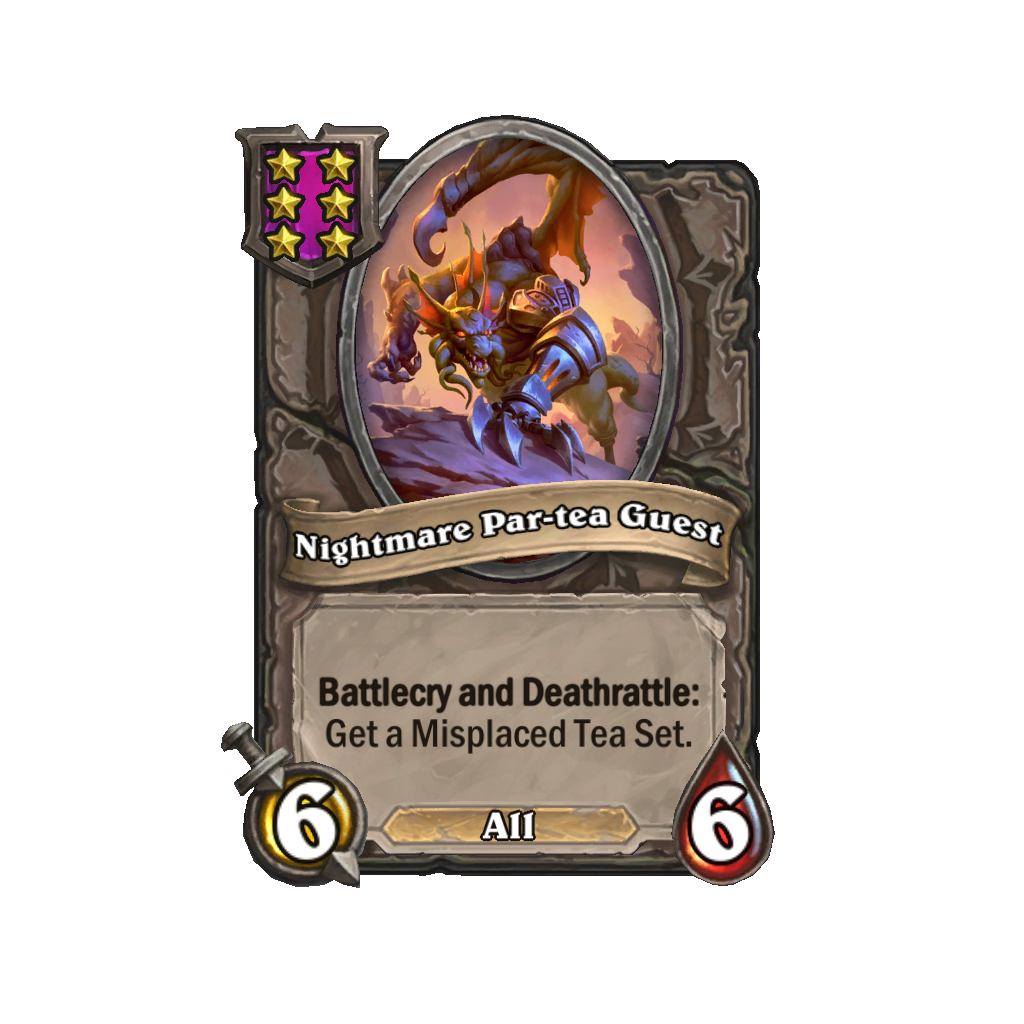 Nightmare Par-tea Guest
Battlecry and Deathrattle:
Get a Misplaced Tea Set.
6
All
6